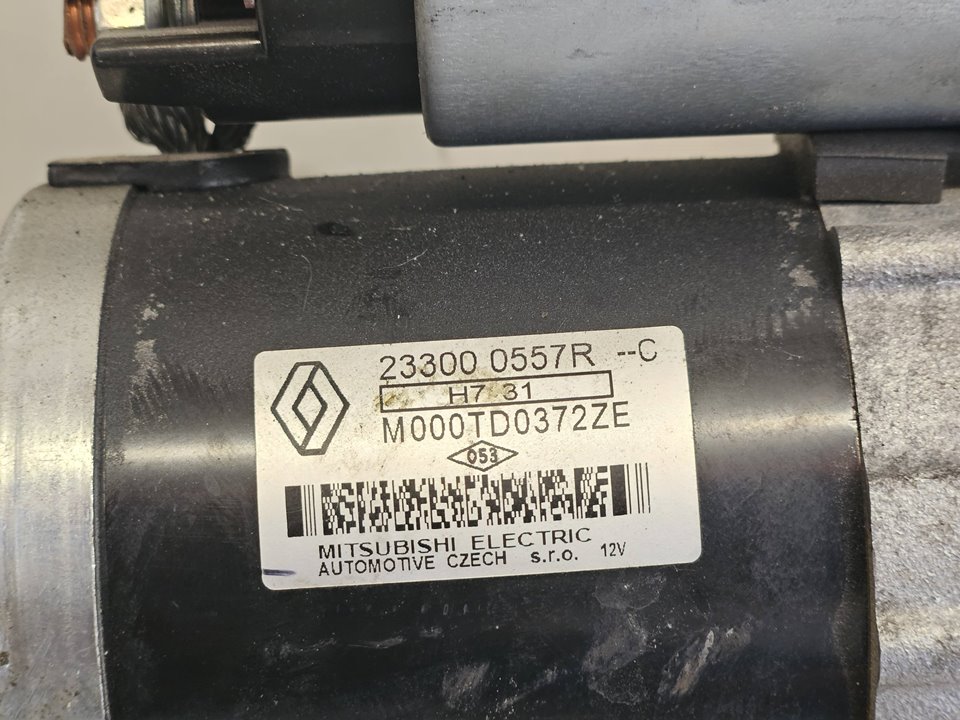 23300 0557R --C
H7 31
M000TD0372ZE
053
MITSUBISHI ELECTRIC
AUTOMOTIVE CZECH s.r.o. 12V